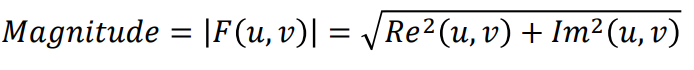 Magnitude = |F(u, v)| = √Re²(u, v) + Im²(u, v)